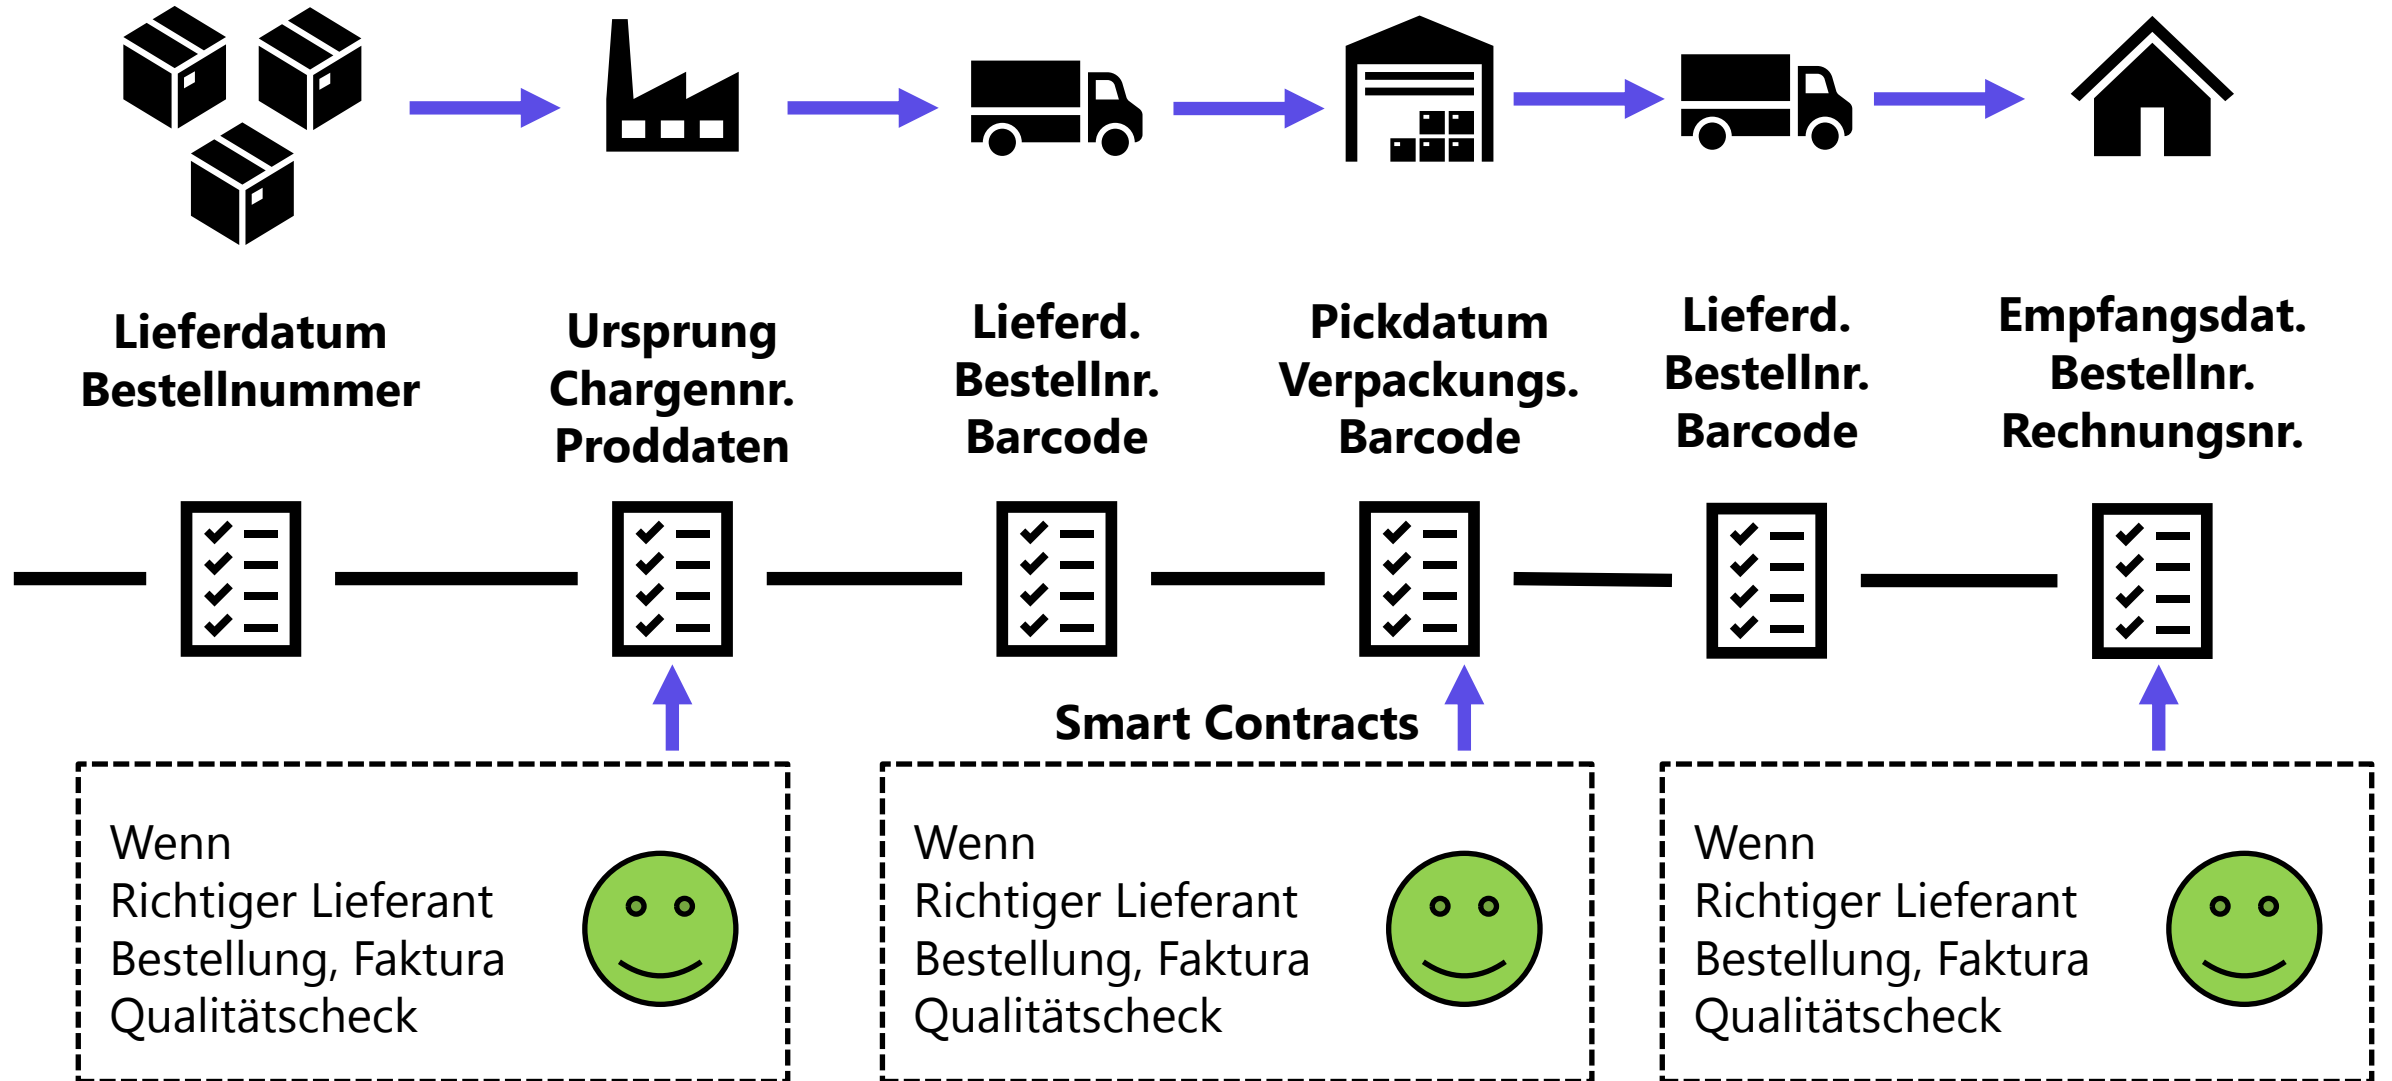 Lieferdatum
Bestellnummer
Ursprung
Chargennr.
Proddaten
Lieferd.
Bestellnr.
Barcode
Pickdatum
Verpackungs.
Barcode
Lieferd.
Bestellnr.
Barcode
Empfangsdat.
Bestellnr.
Rechnungsnr.
Smart Contracts
Wenn
Richtiger Lieferant
Bestellung, Faktura
Qualitätscheck
Wenn
Richtiger Lieferant
Bestellung, Faktura
Qualitätscheck
Wenn
Richtiger Lieferant
Bestellung, Faktura
Qualitätscheck